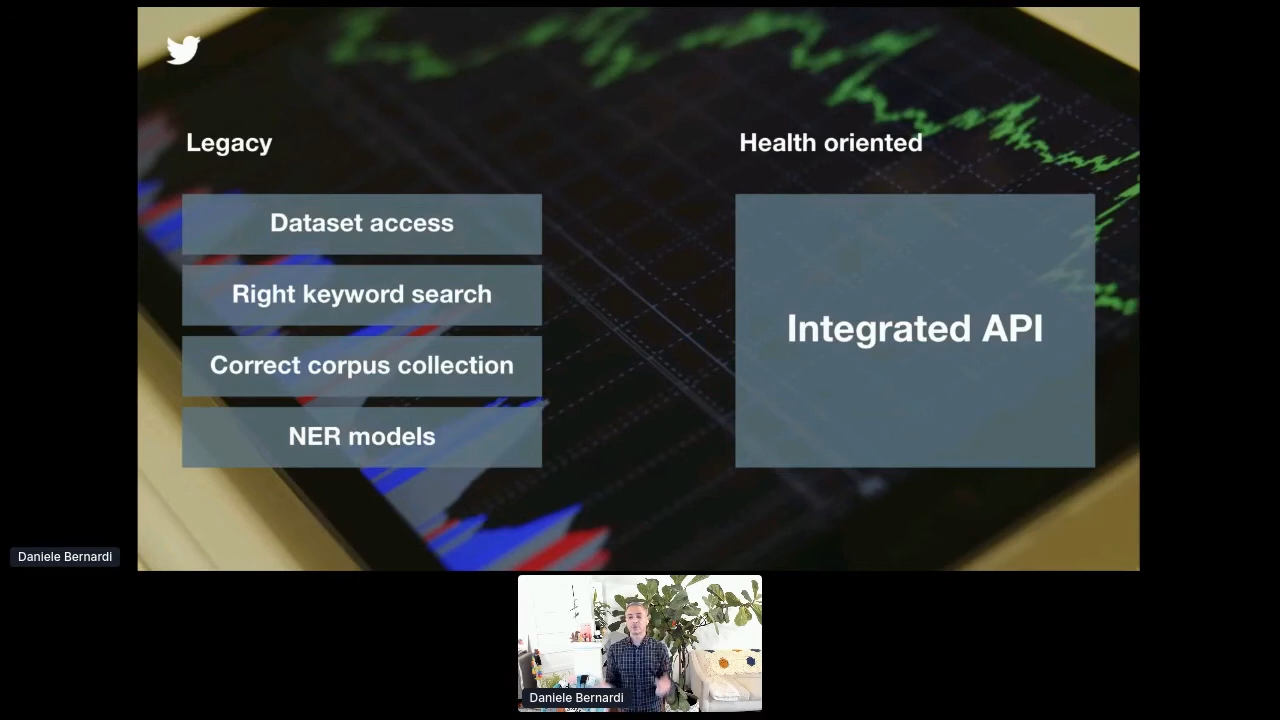 Legacy
Health oriented
Dataset access
Right keyword search
Correct corpus collection
NER models
Integrated API
Daniele Bernardi
Daniele Bernardi